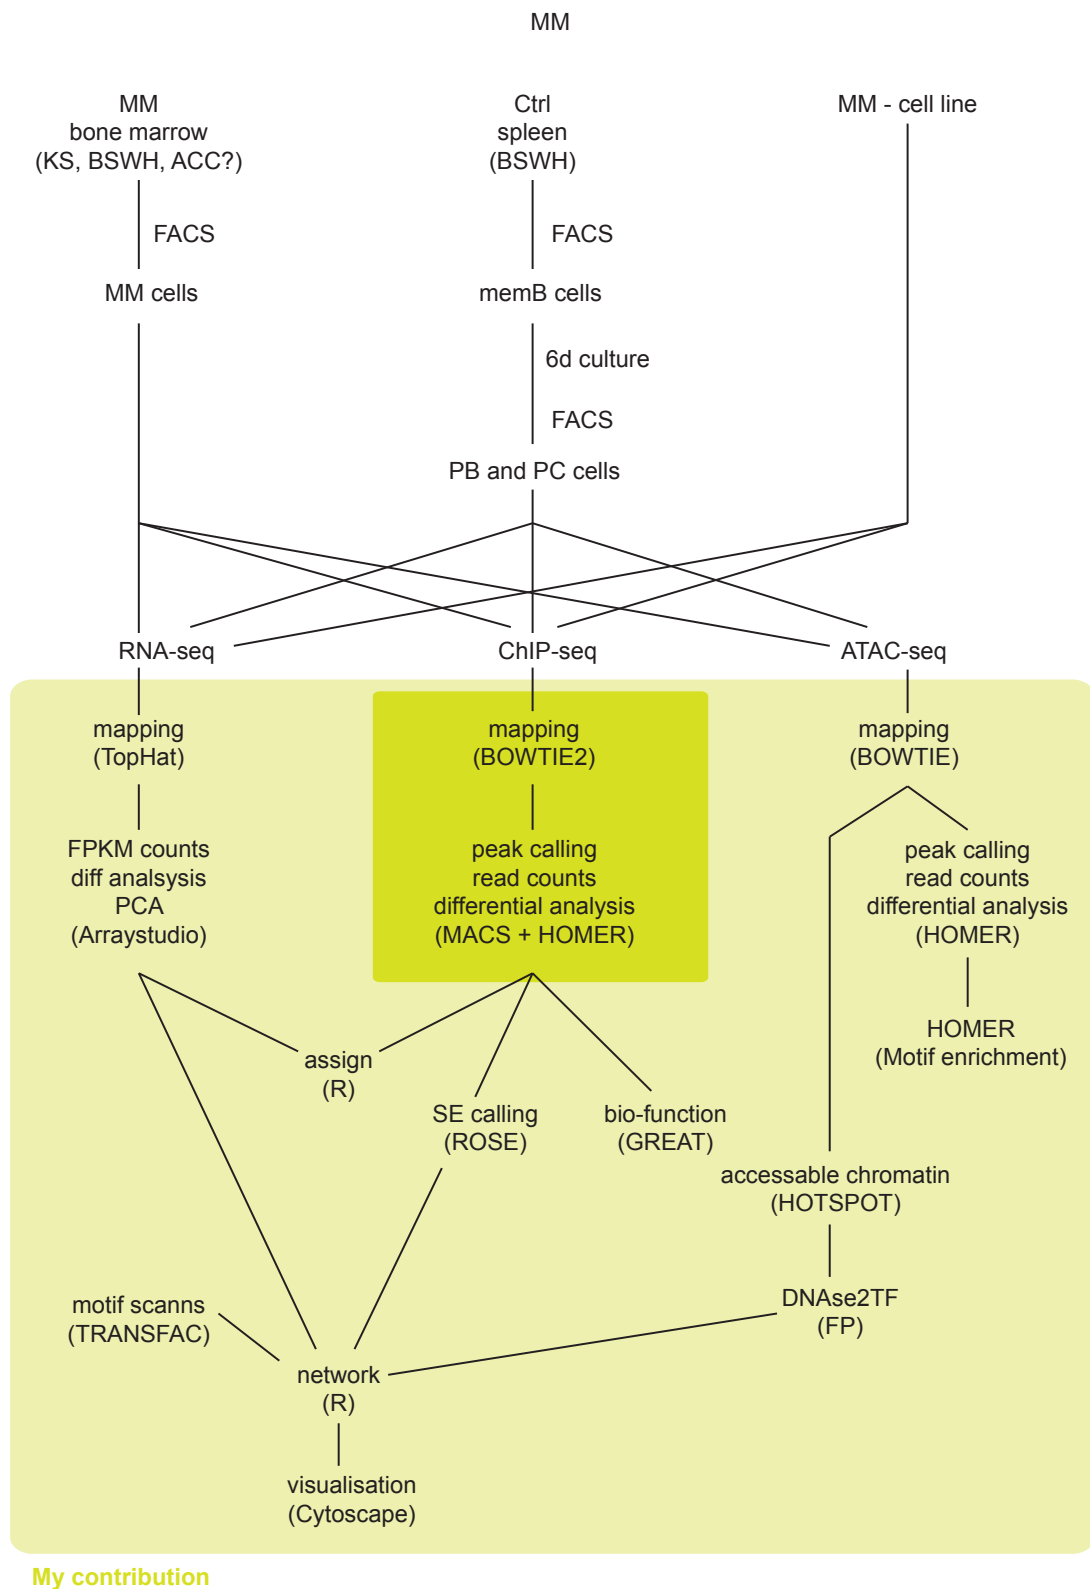 MM
MM
bone marrow
(KS, BSWH, ACC?)
Ctrl
spleen
(BSWH)
MM - cell line
FACS
FACS
MM cells
memB cells
6d culture
FACS
PB and PC cells
RNA-seq
ChIP-seq
ATAC-seq
mapping
(TopHat)
mapping
(BOWTIE2)
mapping
(BOWTIE)
FPKM counts
diff analsysis
PCA
(Arraystudio)
peak calling
read counts
differential analysis
(MACS + HOMER)
peak calling
read counts
differential analysis
(HOMER)
HOMER
(Motif enrichment)
assign
(R)
SE calling
(ROSE)
bio-function
(GREAT)
accessable chromatin
(HOTSPOT)
motif scanns
(TRANSFAC)
DNAse2TF
(FP)
network
(R)
visualisation
(Cytoscape)
My contribution